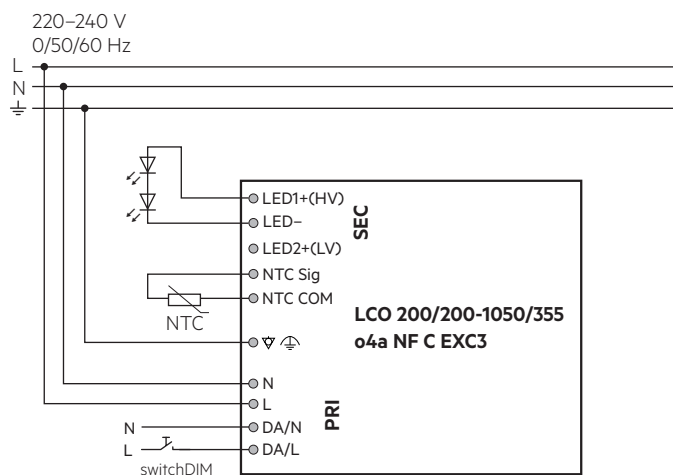 220–240 V
0/50/60 Hz
L
N
LED1+(HV)
LED–
LED2+(LV)
NTC Sig
NTC COM
NTC
SEC
LCO 200/200-1050/355
o4a NF C EXC3
N
L
PRI
N
DA/N
L
DA/L
switchDIM